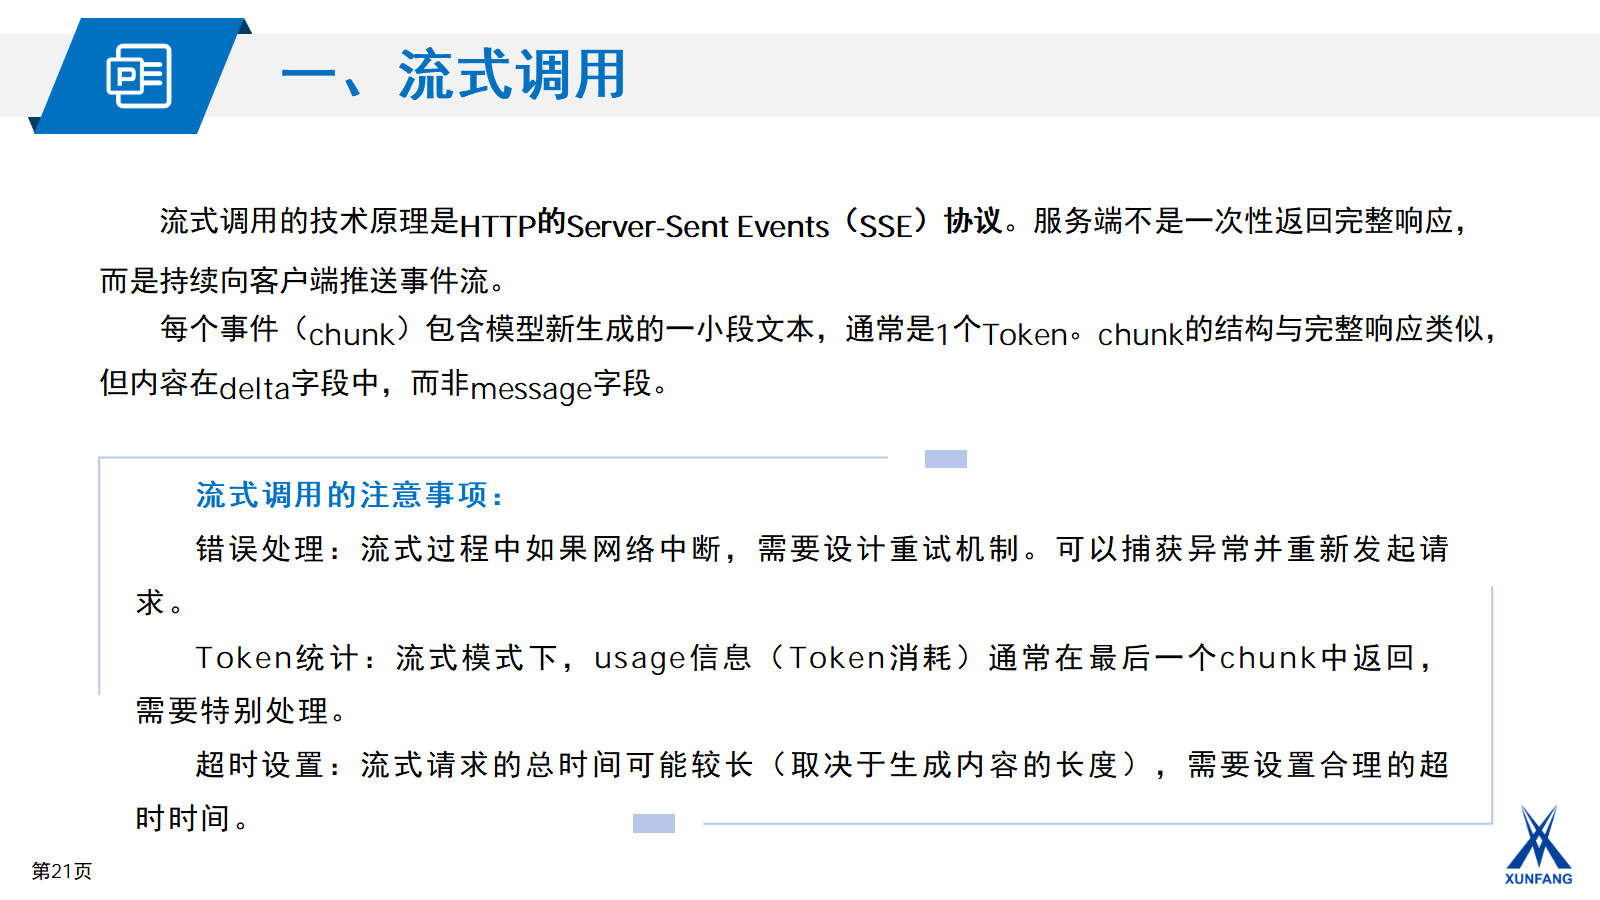 一、流式调用
流式调用的技术原理是HTTP的Server-Sent Events（SSE）协议。服务端不是一次性返回完整响应，
而是持续向客户端推送事件流。
每个事件（chunk）包含模型新生成的一小段文本，通常是1个Token。chunk的结构与完整响应类似，
但内容在delta字段中，而非message字段。
流式调用的注意事项：
错误处理：流式过程中如果网络中断，需要设计重试机制。可以捕获异常并重新发起请
求。
Token统计：流式模式下，usage信息（Token消耗）通常在最后一个chunk中返回，
需要特别处理。
超时设置：流式请求的总时间可能较长（取决于生成内容的长度），需要设置合理的超
时时间。
第21页
XUNFANG